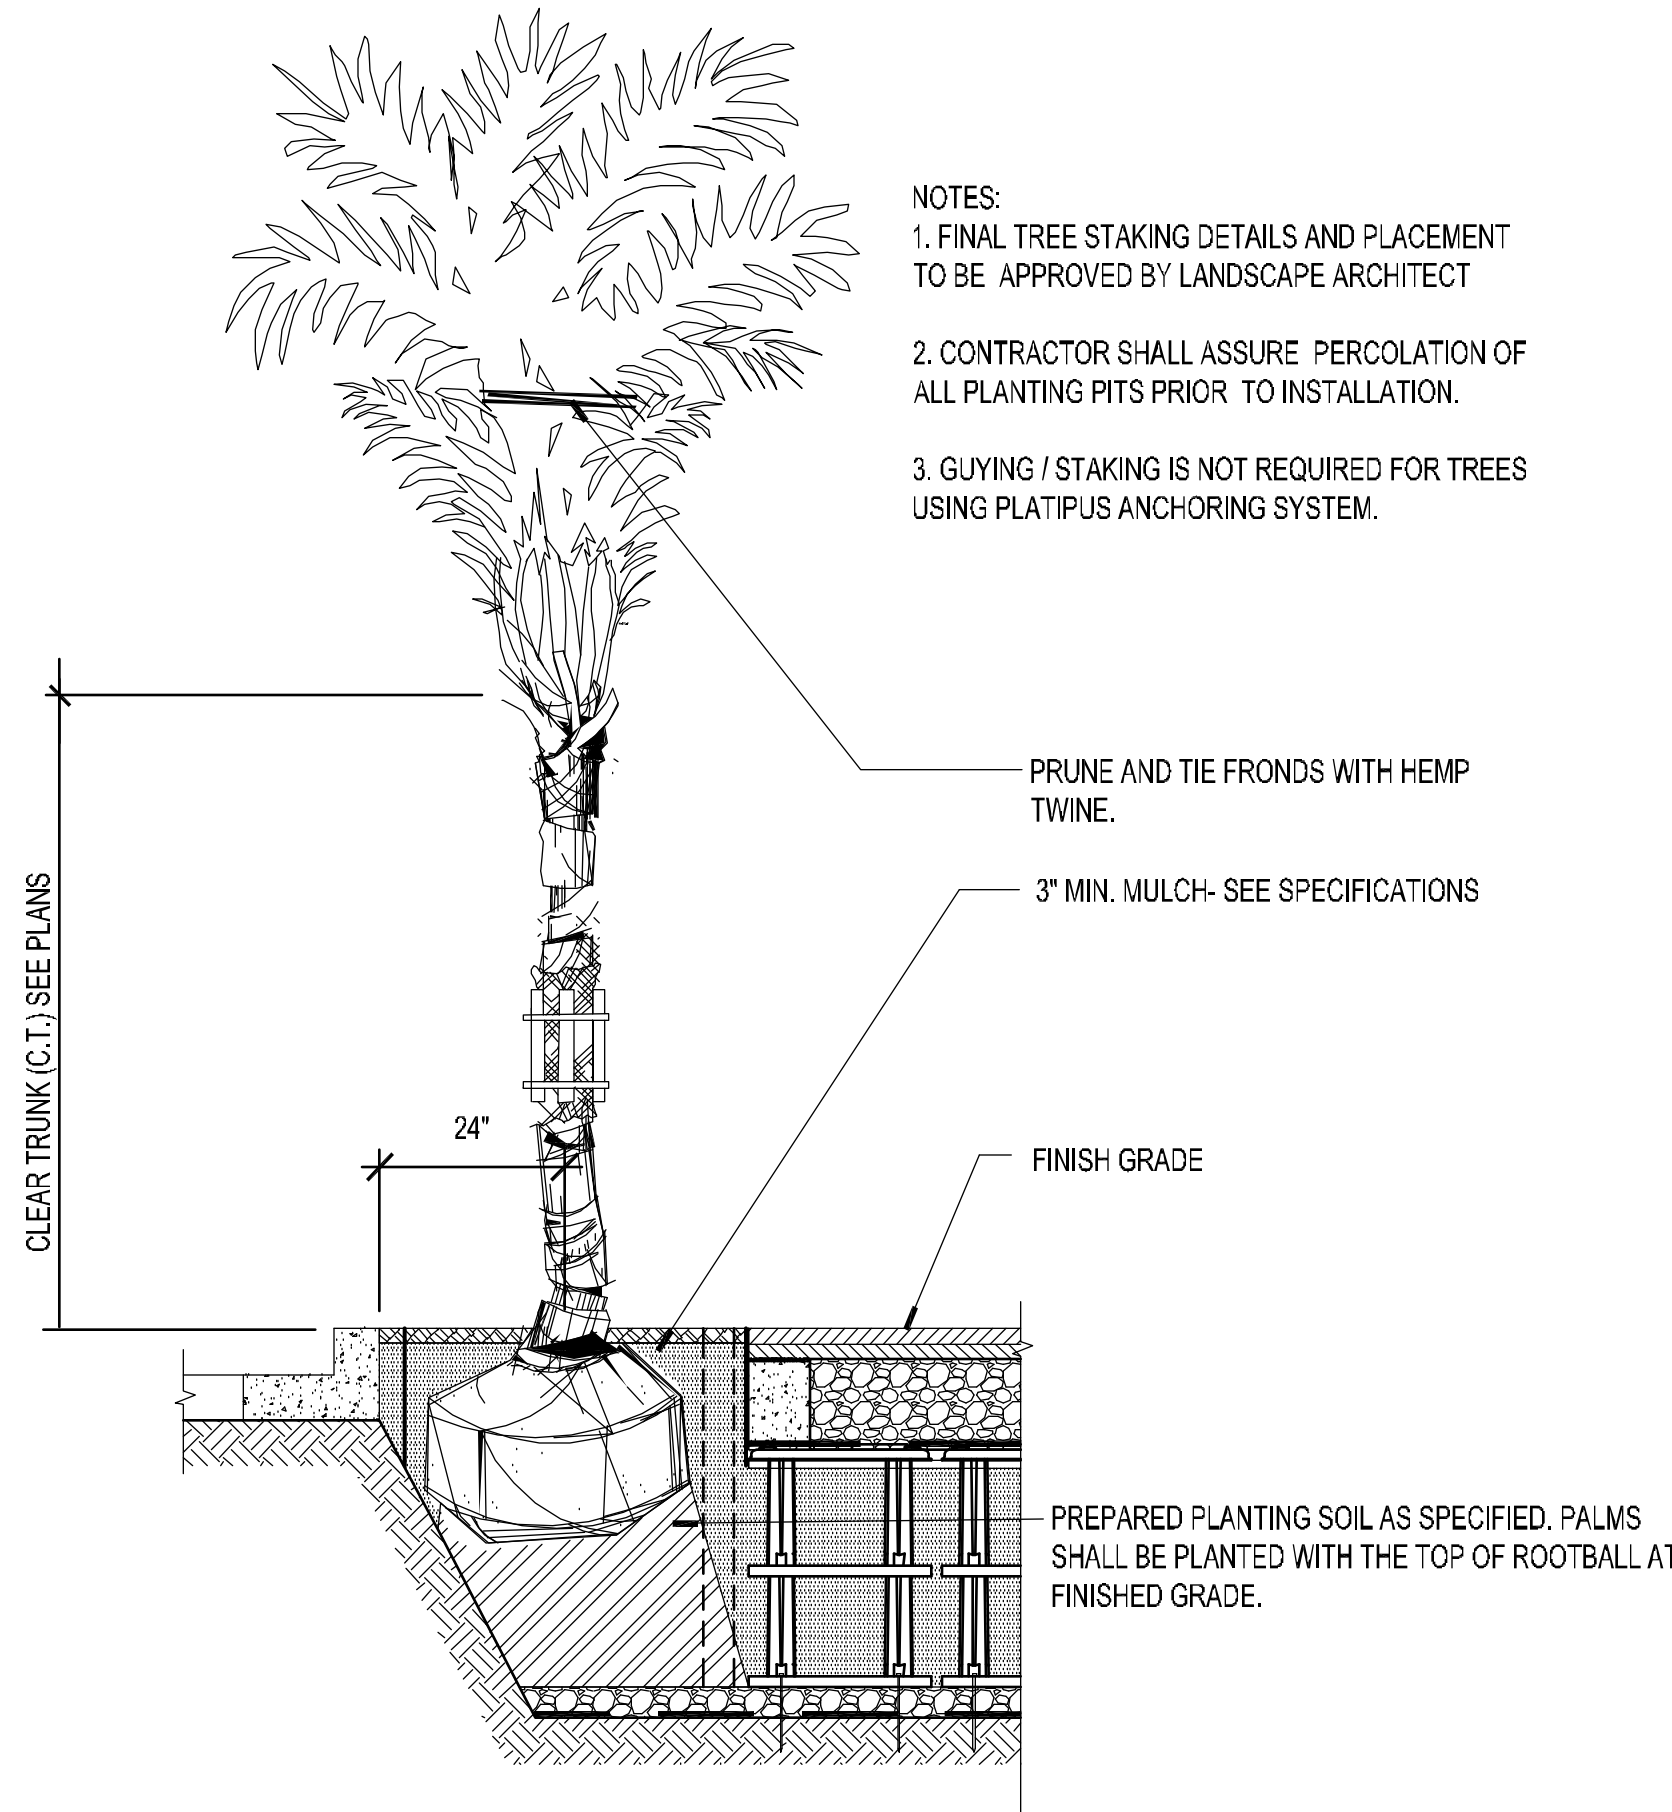 NOTES:
1. FINAL TREE STAKING DETAILS AND PLACEMENT
TO BE APPROVED BY LANDSCAPE ARCHITECT
2. CONTRACTOR SHALL ASSURE PERCOLATION OF
ALL PLANTING PITS PRIOR TO INSTALLATION.
3. GUYING / STAKING IS NOT REQUIRED FOR TREES
USING PLATIPUS ANCHORING SYSTEM.
PRUNE AND TIE FRONDS WITH HEMP
TWINE.
3" MIN. MULCH- SEE SPECIFICATIONS
CLEAR TRUNK (C.T.) SEE PLANS
24"
FINISH GRADE
PREPARED PLANTING SOIL AS SPECIFIED. PALMS
SHALL BE PLANTED WITH THE TOP OF ROOTBALL AT
FINISHED GRADE.